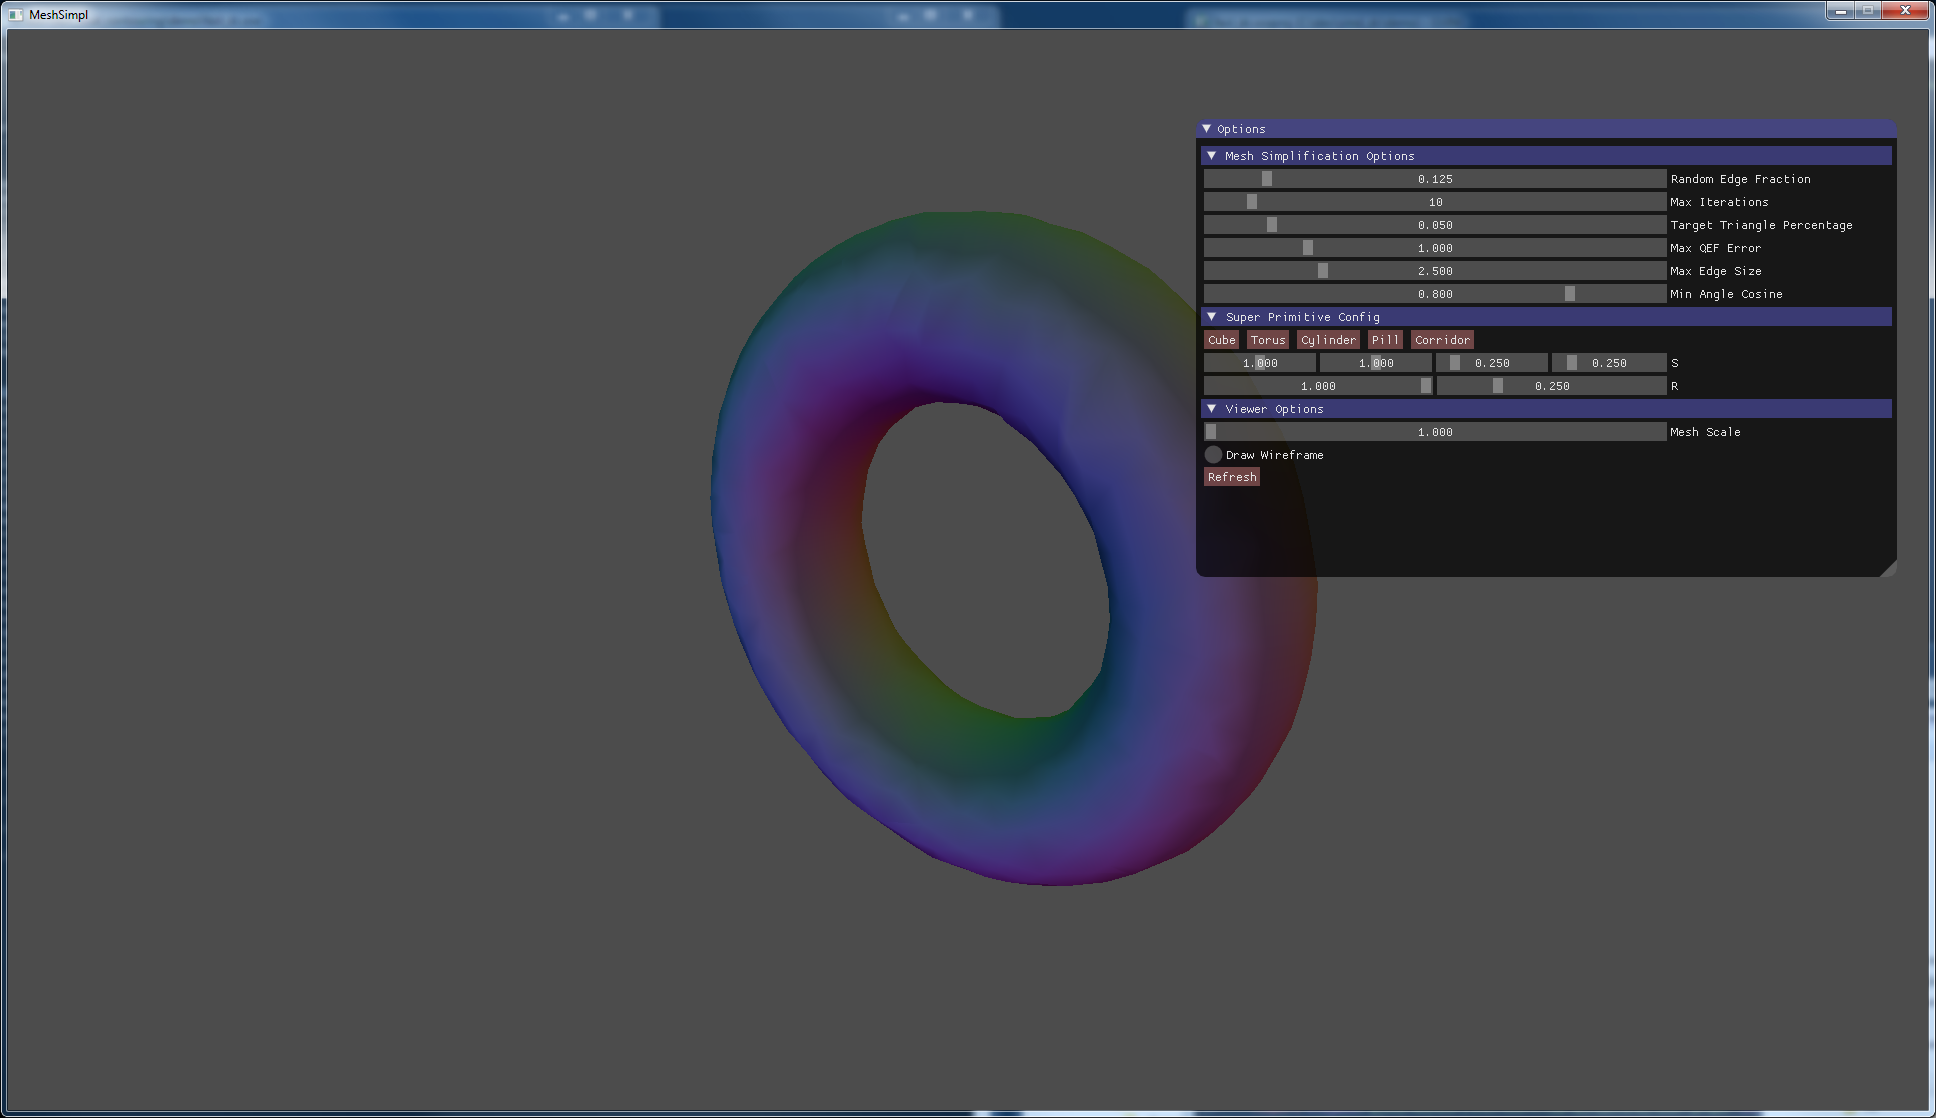 MeshSimpl
Options
Mesh Simplification Options
0.125 Random Edge Fraction
10 Max Iterations
0.050 Target Triangle Percentage
1.000 Max QEF Error
2.500 Max Edge Size
0.800 Min Angle Cosine
Super Primitive Config
Cube Torus Cylinder Pill Corridor
1.000 1.000 0.250 0.250 S
1.000 0.250 R
Viewer Options
1.000 Mesh Scale
Draw Wireframe
Refresh